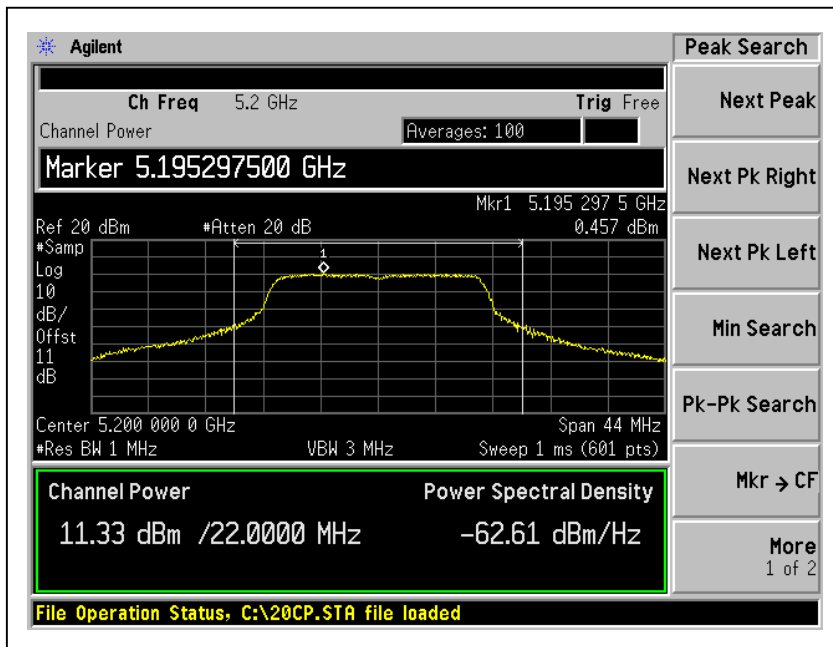 Agilent
Peak Search
Ch Freq 5.2 GHz Trig Free
Channel Power Averages: 100
Marker 5.195297500 GHz
Mkr1 5.195 297 5 GHz
Ref 20 dBm #Atten 20 dB 0.457 dBm
#Samp
Log
10
dB/
Offst
11
dB
1
Center 5.200 000 0 GHz Span 44 MHz
#Res BW 1 MHz VBW 3 MHz Sweep 1 ms (601 pts)
Channel Power Power Spectral Density
11.33 dBm /22.0000 MHz -62.61 dBm/Hz
File Operation Status, C:\20CP.STA file loaded
Next Peak
Next Pk Right
Next Pk Left
Min Search
Pk-Pk Search
Mkr → CF
More
1 of 2